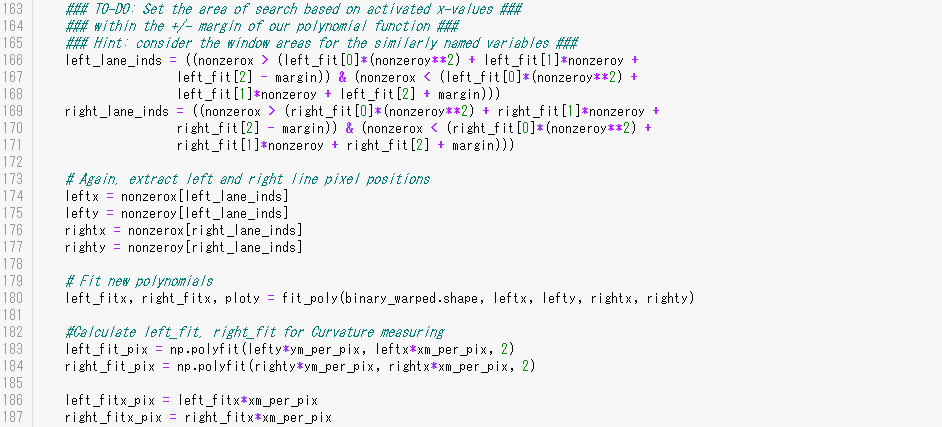 163 ### TO-DO: Set the area of search based on activated x-values ###
164 ### within the +/- margin of our polynomial function ###
165 ### Hint: consider the window areas for the similarly named variables ###
166 left_lane_inds = ((nonzerox > (left_fit[0]*(nonzeroy**2) + left_fit[1]*nonzeroy +
167 left_fit[2] - margin)) & (nonzerox < (left_fit[0]*(nonzeroy**2) +
168 left_fit[1]*nonzeroy + left_fit[2] + margin)))
169 right_lane_inds = ((nonzerox > (right_fit[0]*(nonzeroy**2) + right_fit[1]*nonzeroy +
170 right_fit[2] - margin)) & (nonzerox < (right_fit[0]*(nonzeroy**2) +
171 right_fit[1]*nonzeroy + right_fit[2] + margin)))
172
173 # Again, extract left and right line pixel positions
174 leftx = nonzerox[left_lane_inds]
175 lefty = nonzeroy[left_lane_inds]
176 rightx = nonzerox[right_lane_inds]
177 righty = nonzeroy[right_lane_inds]
178
179 # Fit new polynomials
180 left_fitx, right_fitx, ploty = fit_poly(binary_warped.shape, leftx, lefty, rightx, righty)
181
182 #Calculate left_fit, right_fit for Curvature measuring
183 left_fit_pix = np.polyfit(lefty*ym_per_pix, leftx*xm_per_pix, 2)
184 right_fit_pix = np.polyfit(righty*ym_per_pix, rightx*xm_per_pix, 2)
185
186 left_fitx_pix = left_fitx*xm_per_pix
187 right_fitx_pix = right_fitx*xm_per_pix